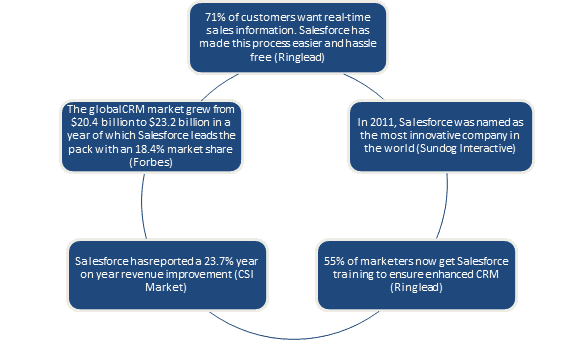 71% of customers want real-time
sales information. Salesforce has
made this process easier and hassle
free (Ringlead)
In 2011, Salesforce was named as
the most innovative company in
the world (Sundog Interactive)
55% of marketers now get Salesforce
training to ensure enhanced CRM
(Ringlead)
Salesforce has reported a 23.7% year
on year revenue improvement (CSI
Market)
The global CRM market grew from
$20.4 billion to $23.2 billion in a
year of which Salesforce leads the
pack with an 18.4% market share
(Forbes)